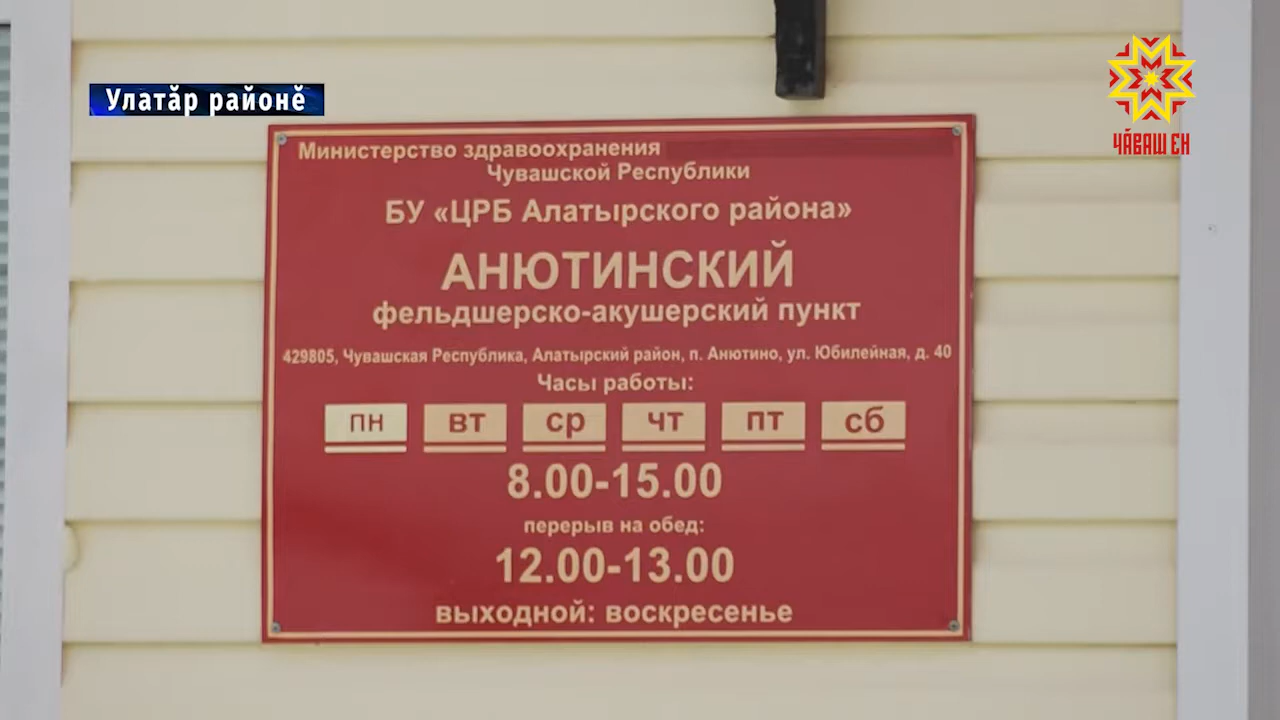 Улатӑр районӗ
ЧӐВАШ ЕН
Министерство здравоохранения
Чувашской Республики
БУ «ЦРБ Алатырского района»
АНЮТИНСКИЙ
фельдшерско-акушерский пункт
429805, Чувашская Республика, Алатырский район, п. Анютино, ул. Юбилейная, д. 40
Часы работы:
пн вт ср чт пт сб
8.00-15.00
перерыв на обед:
12.00-13.00
выходной: воскресенье